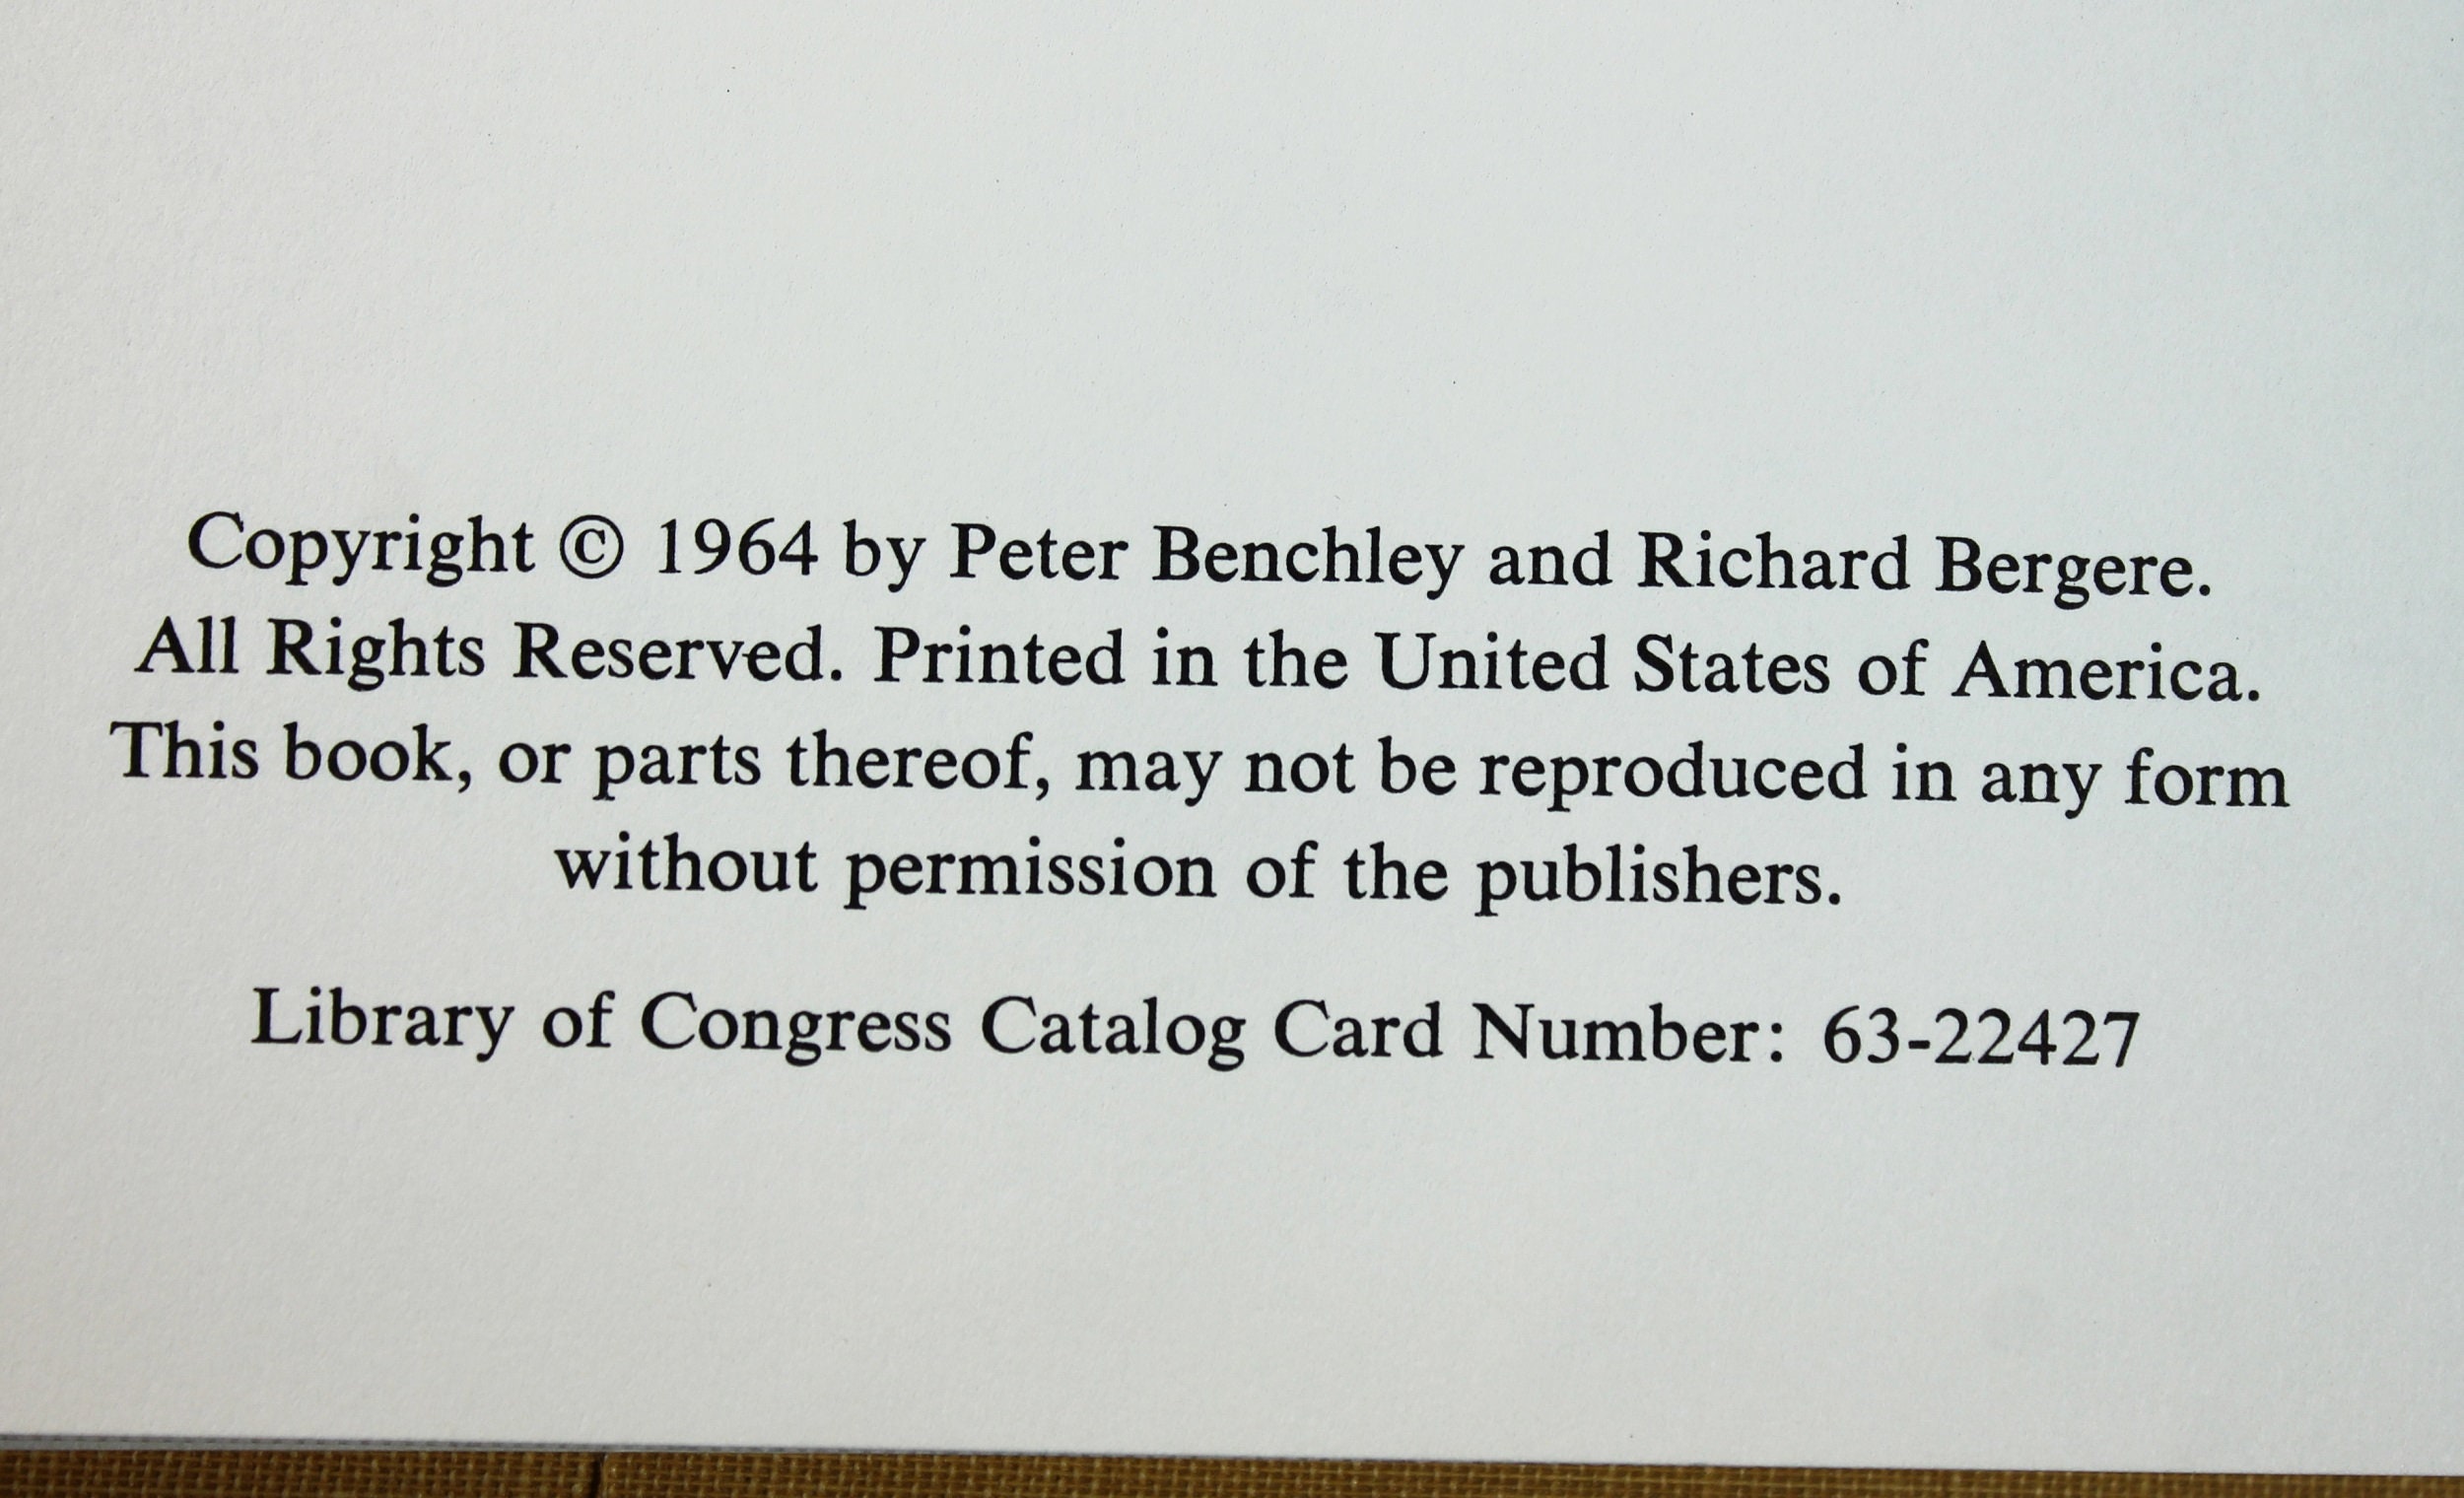 Copyright © 1964 by Peter Benchley and Richard Bergere.
All Rights Reserved. Printed in the United States of America.
This book, or parts thereof, may not be reproduced in any form
without permission of the publishers.
Library of Congress Catalog Card Number: 63-22427